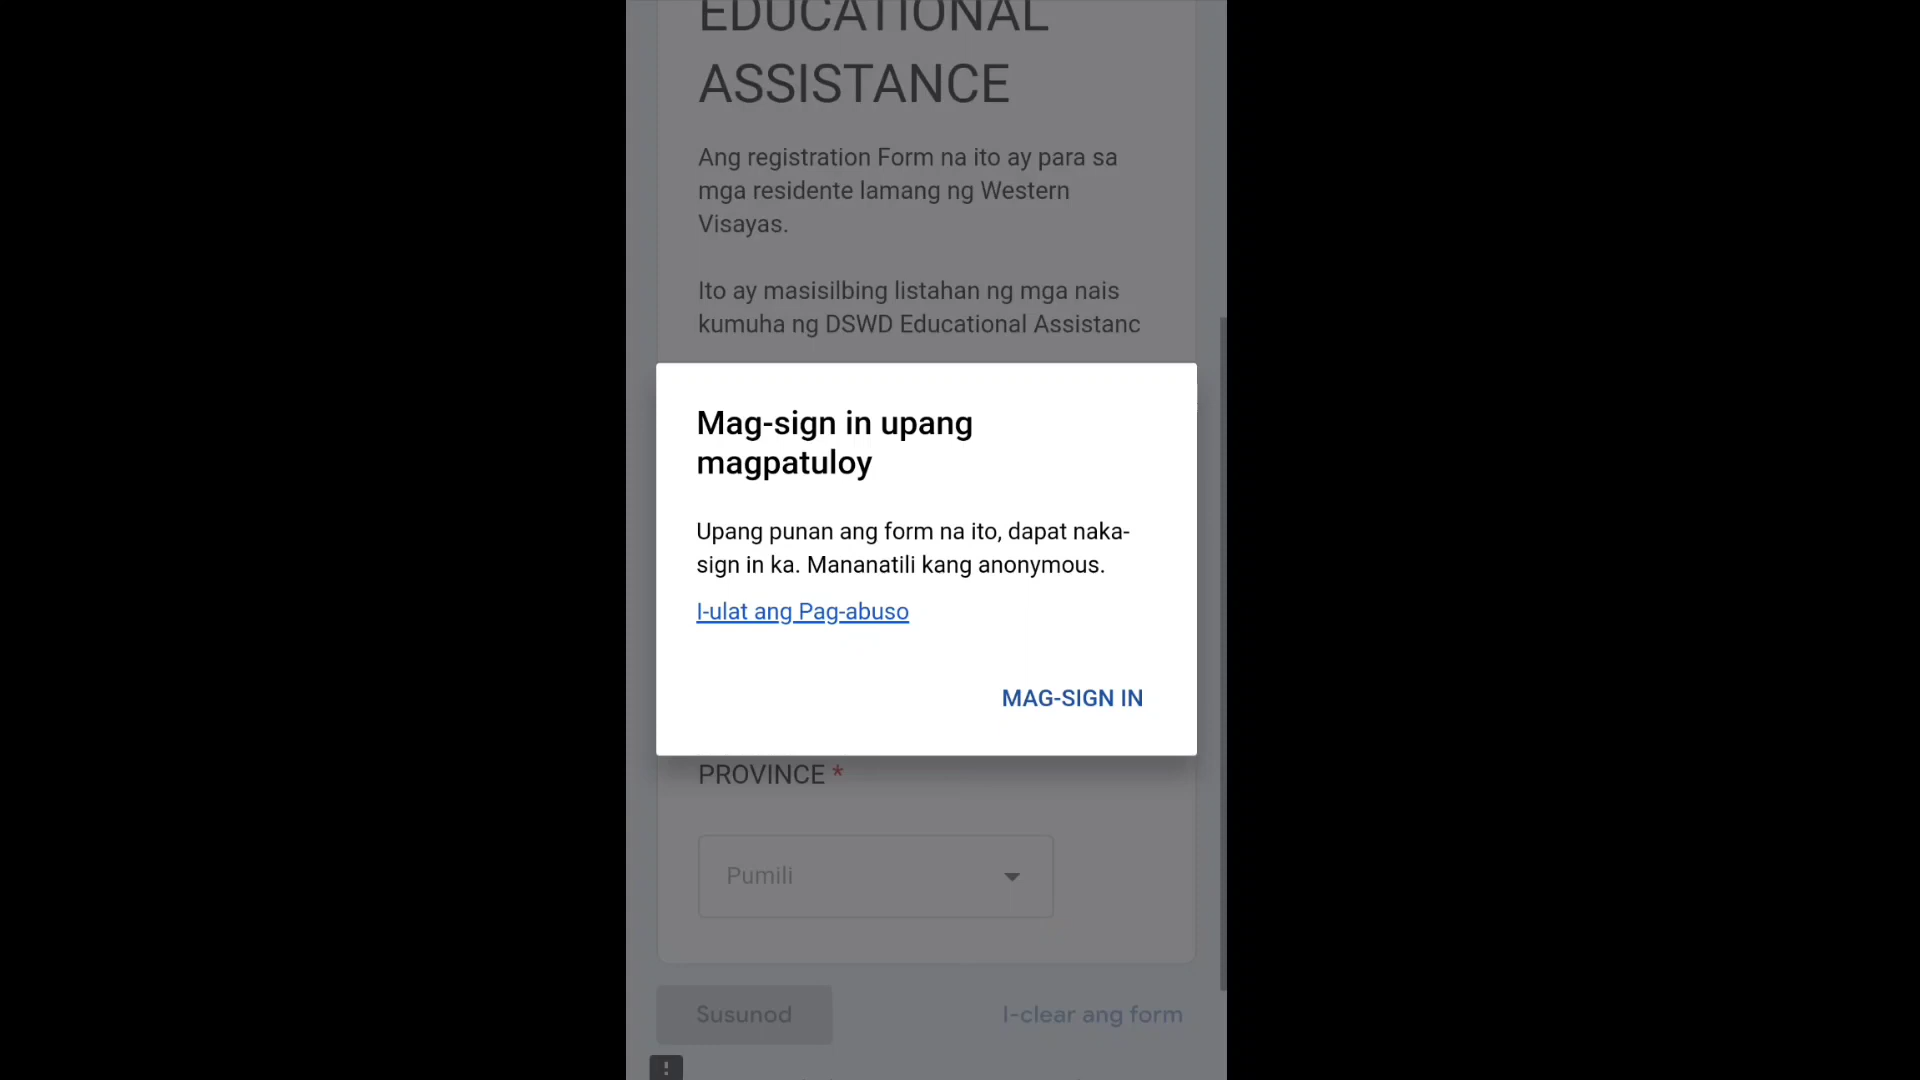 EDUCATIONAL
ASSISTANCE
Ang registration Form na ito ay para sa
mga residente lamang ng Western
Visayas.
Ito ay masisilbing listahan ng mga nais
kumuha ng DSWD Educational Assistanc
Mag-sign in upang
magpatuloy
Upang punan ang form na ito, dapat naka-
sign in ka. Mananatili kang anonymous.
I-ulat ang Pag-abuso
MAG-SIGN IN
PROVINCE *
Pumili
Susunod
I-clear ang form